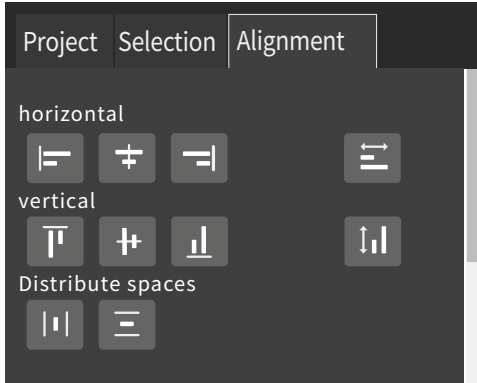 Project Selection Alignment
horizontal
vertical
Distribute spaces